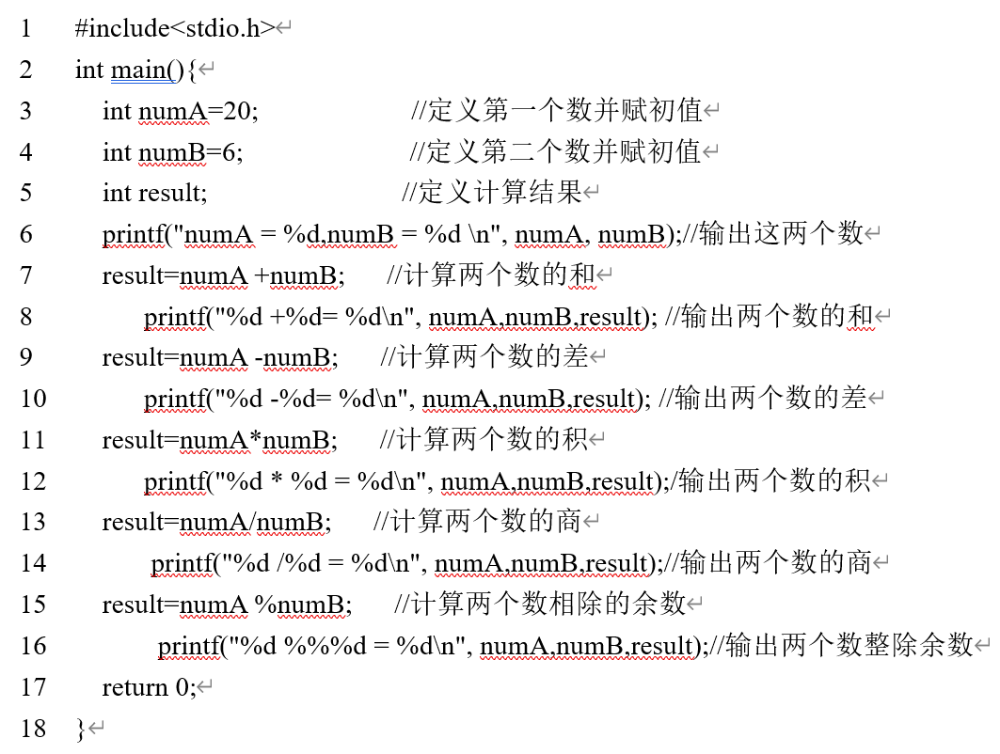 1 #include<stdio.h>↵
2 int main(){↵
3 int numA=20; //定义第一个数并赋初值↵
4 int numB=6; //定义第二个数并赋初值↵
5 int result; //定义计算结果↵
6 printf("numA = %d,numB = %d \n", numA, numB);//输出这两个数↵
7 result=numA +numB; //计算两个数的和↵
8 printf("%d +%d= %d\n", numA,numB,result); //输出两个数的和↵
9 result=numA -numB; //计算两个数的差↵
10 printf("%d -%d= %d\n", numA,numB,result); //输出两个数的差↵
11 result=numA*numB; //计算两个数的积↵
12 printf("%d * %d = %d\n", numA,numB,result);/输出两个数的积↵
13 result=numA/numB; //计算两个数的商↵
14 printf("%d /%d = %d\n", numA,numB,result);//输出两个数的商↵
15 result=numA %numB; //计算两个数相除的余数↵
16 printf("%d %%%d = %d\n", numA,numB,result);//输出两个数整除余数↵
17 return 0;↵
18 }↵